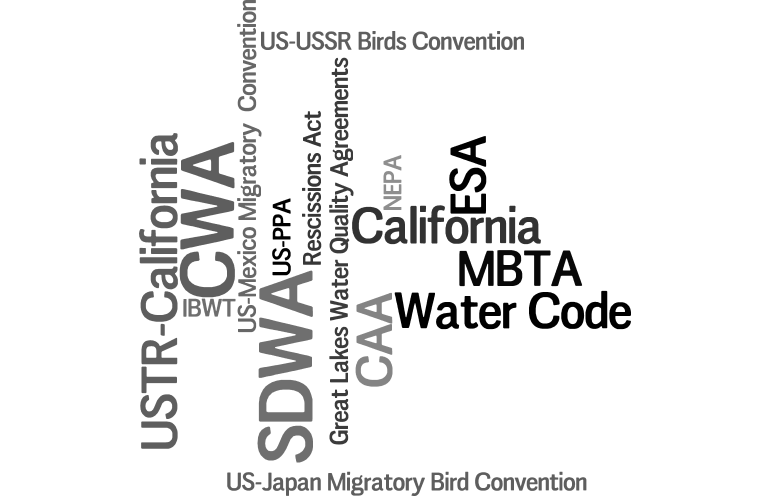 US-USSR Birds Convention
US-Mexico Migratory Convention
USTR-California
CWA
IBWT
US-PPA
Rescissions Act
Great Lakes Water Quality Agreements
SDWA
NEPA
ESA
California
MBTA
Water Code
CAA
US-Japan Migratory Bird Convention